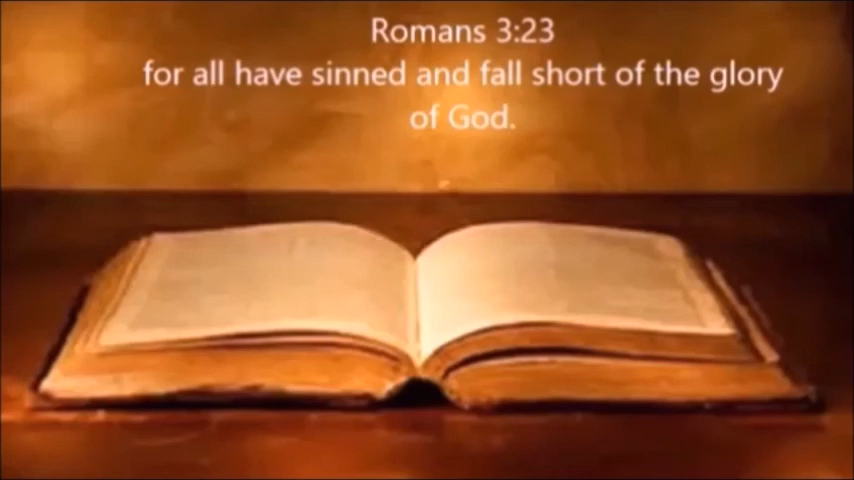 Romans 3:23
for all have sinned and fall short of the glory
of God.